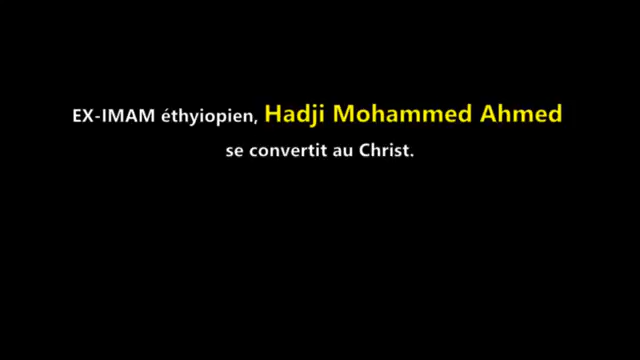 EX-IMAM éthyiopien, Hadji Mohammed Ahmed
se convertit au Christ.